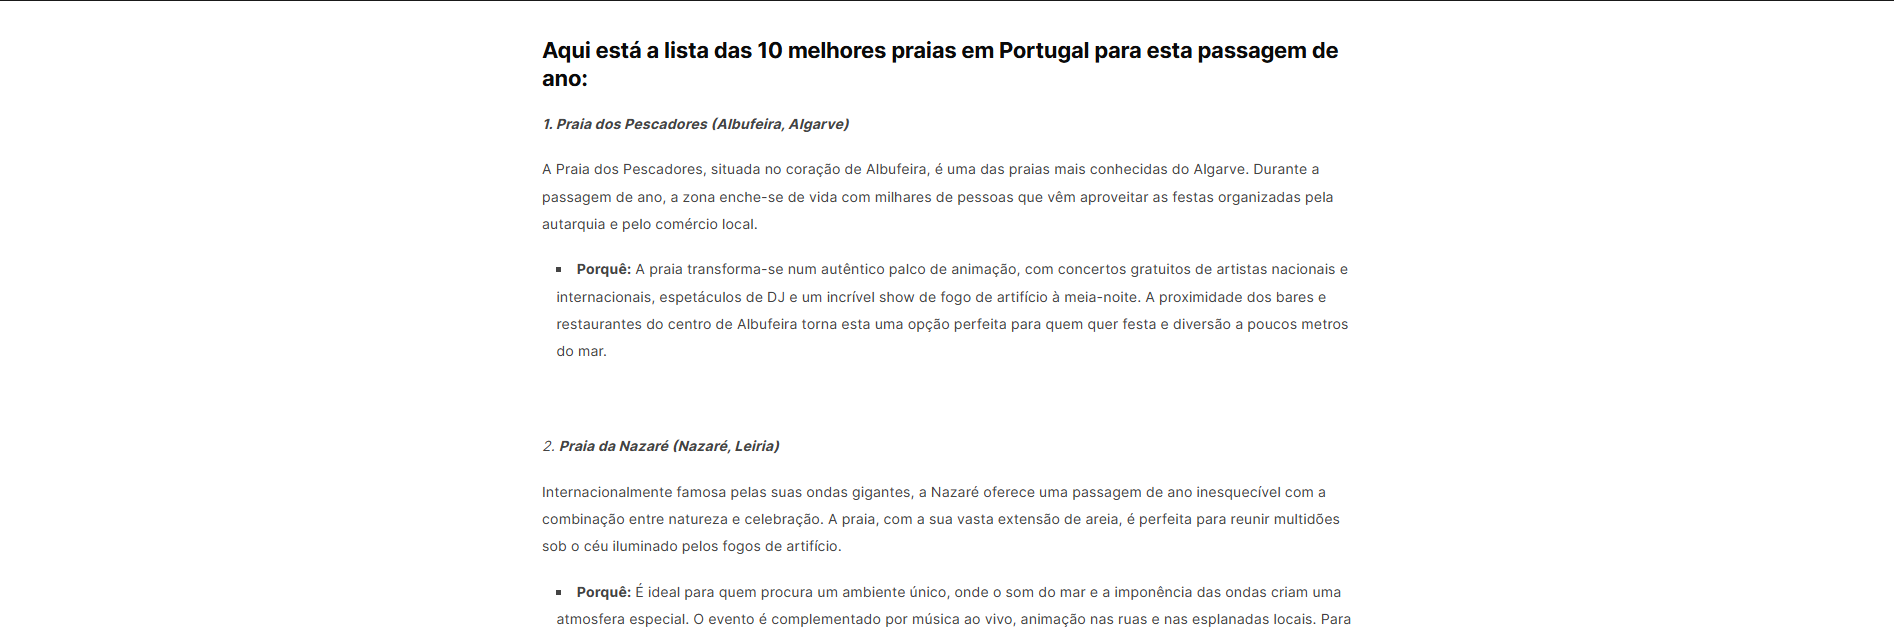 Aqui está a lista das 10 melhores praias em Portugal para esta passagem de
ano:
1. Praia dos Pescadores (Albufeira, Algarve)
A Praia dos Pescadores, situada no coração de Albufeira, é uma das praias mais conhecidas do Algarve. Durante a
passagem de ano, a zona enche-se de vida com milhares de pessoas que vêm aproveitar as festas organizadas pela
autarquia e pelo comércio local.
▪ Porquê: A praia transforma-se num autêntico palco de animação, com concertos gratuitos de artistas nacionais e
internacionais, espetáculos de DJ e um incrível show de fogo de artifício à meia-noite. A proximidade dos bares e
restaurantes do centro de Albufeira torna esta uma opção perfeita para quem quer festa e diversão a poucos metros
do mar.
2. Praia da Nazaré (Nazaré, Leiria)
Internacionalmente famosa pelas suas ondas gigantes, a Nazaré oferece uma passagem de ano inesquecível com a
combinação entre natureza e celebração. A praia, com a sua vasta extensão de areia, é perfeita para reunir multidões
sob o céu iluminado pelos fogos de artifício.
▪ Porquê: É ideal para quem procura um ambiente único, onde o som do mar e a imponência das ondas criam uma
atmosfera especial. O evento é complementado por música ao vivo, animação nas ruas e nas esplanadas locais. Para